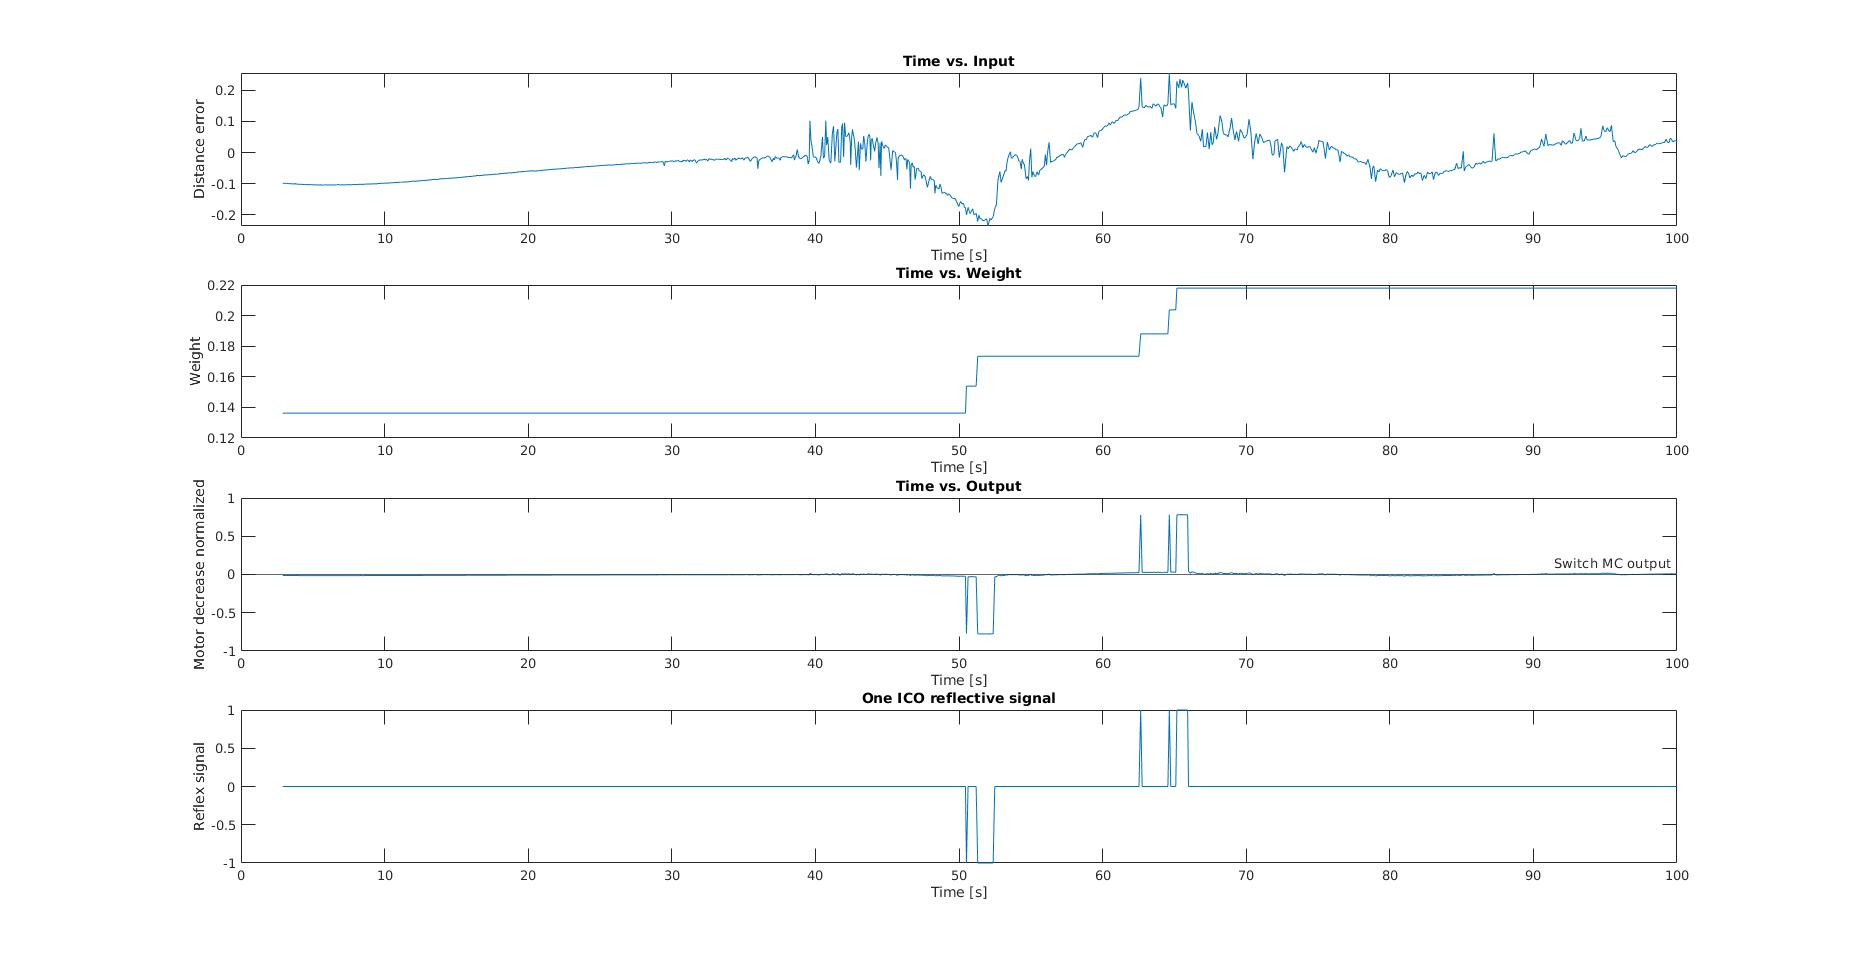 Time vs. Input
Distance error
0.2
0.1
0
-0.1
-0.2
0 10 20 30 40 50 60 70 80 90 100
Time [s]
Time vs. Weight
Weight
0.22
0.2
0.18
0.16
0.14
0.12
0 10 20 30 40 50 60 70 80 90 100
Time [s]
Time vs. Output
Motor decrease normalized
1
0.5
0
-0.5
-1
Switch MC output
0 10 20 30 40 50 60 70 80 90 100
Time [s]
One ICO reflective signal
Reflex signal
1
0.5
0
-0.5
-1
0 10 20 30 40 50 60 70 80 90 100
Time [s]